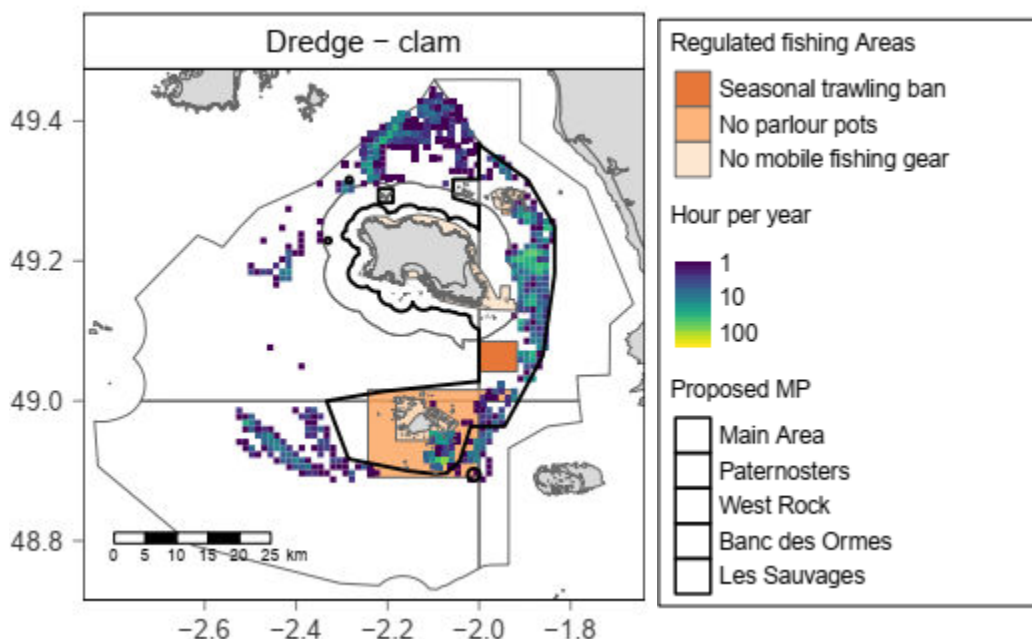 Dredge − clam
49.4
49.2
49.0
48.8
0 5 10 15 20 25 km
−2.6 −2.4 −2.2 −2.0 −1.8
Regulated fishing Areas
Seasonal trawling ban
No parlour pots
No mobile fishing gear
Hour per year
1
10
100
Proposed MP
Main Area
Paternosters
West Rock
Banc des Ormes
Les Sauvages